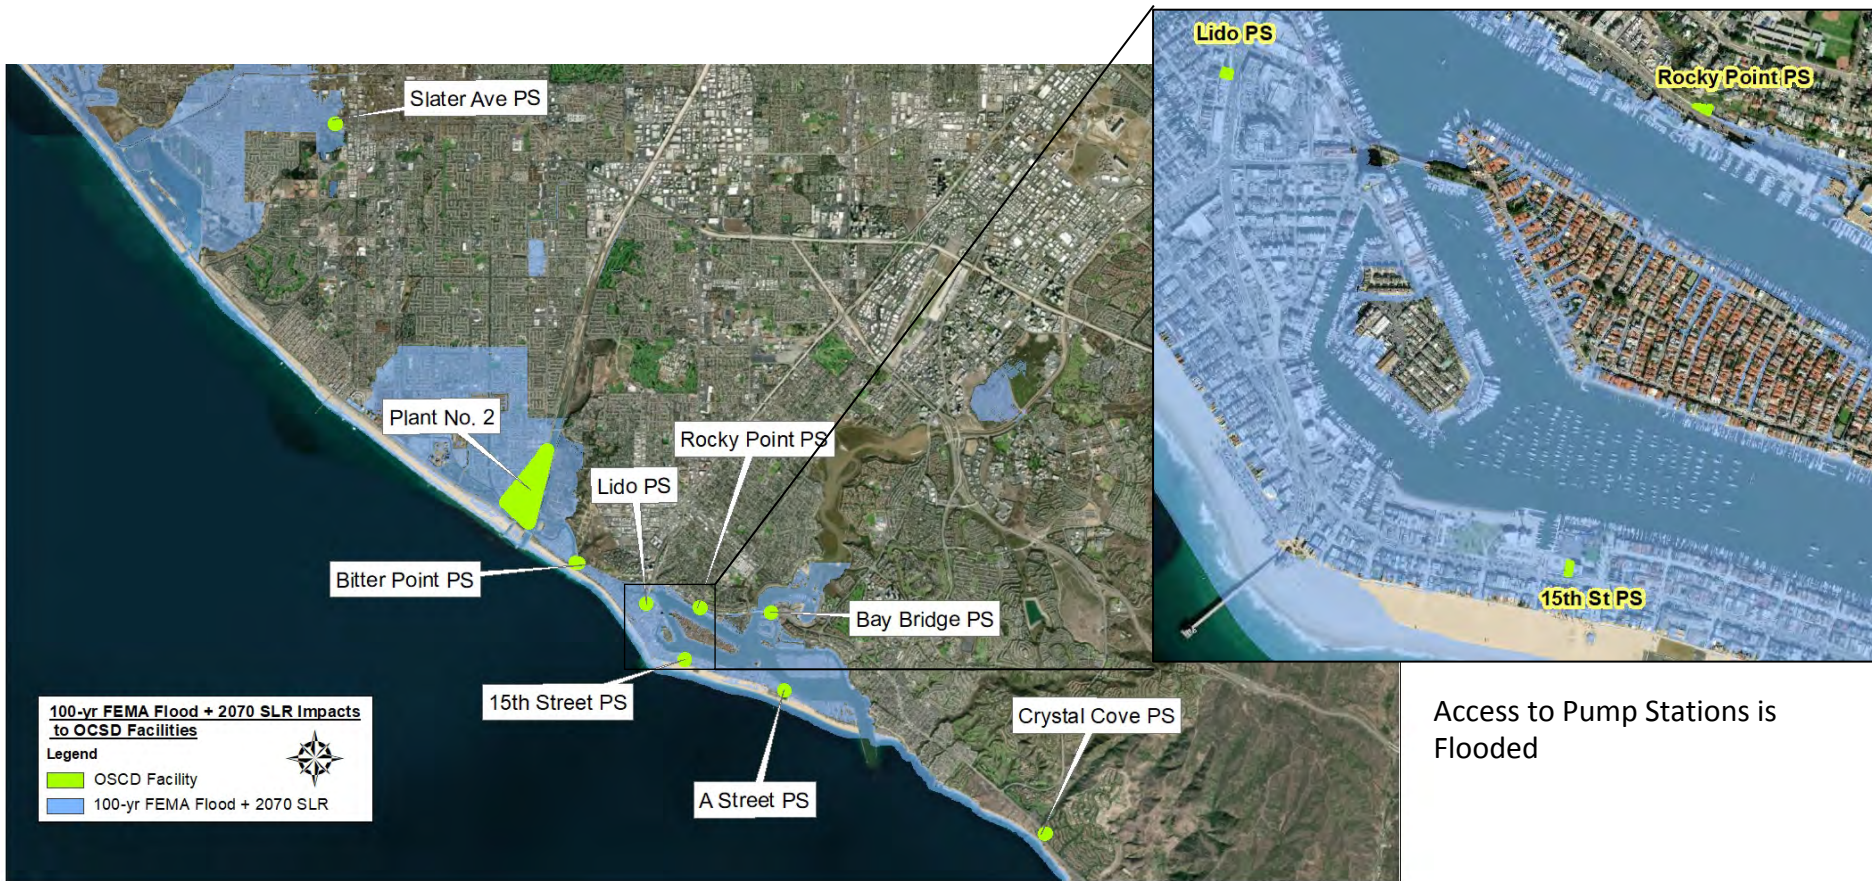 Slater Ave PS
Plant No. 2
Rocky Point PS
Lido PS
Bitter Point PS
Bay Bridge PS
15th Street PS
Crystal Cove PS
A Street PS
100-yr FEMA Flood + 2070 SLR Impacts
to OCSD Facilities
Legend
OSCD Facility
100-yr FEMA Flood + 2070 SLR
Lido PS
Rocky Point PS
15th St PS
Access to Pump Stations is
Flooded